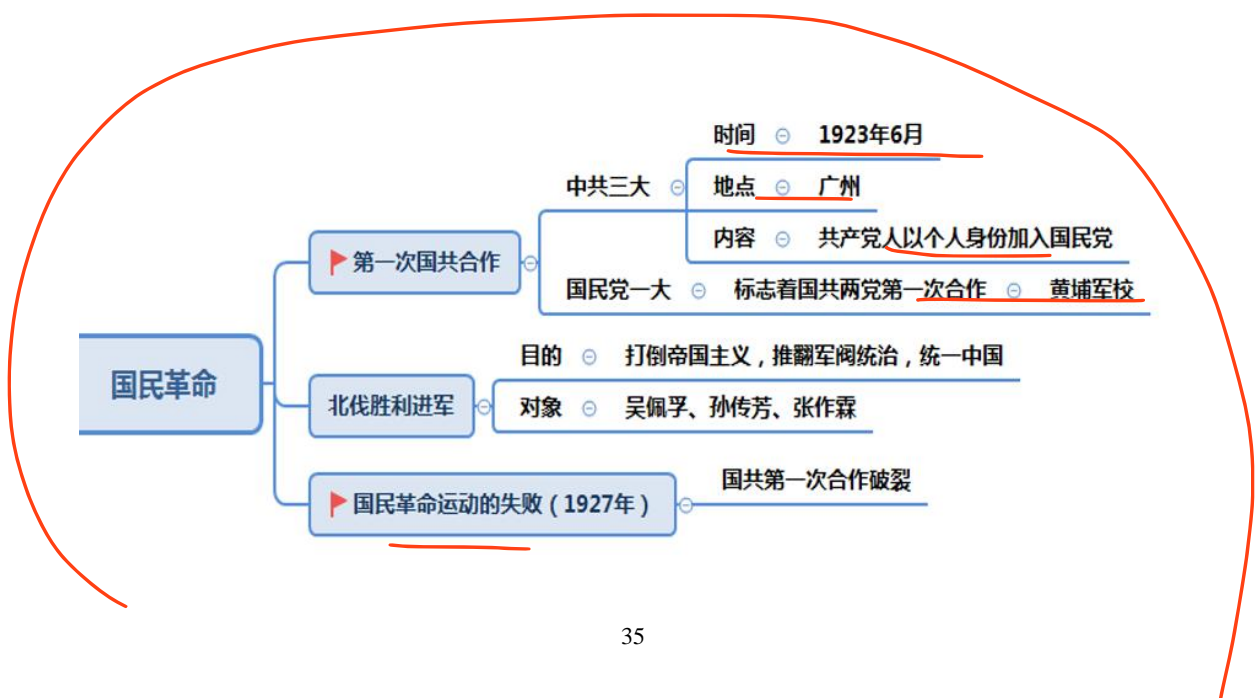 时间 1923年6月
中共三大 地点 广州
内容 共产党人以个人身份加入国民党
第一次国共合作
国民党一大 标志着国共两党第一次合作 黄埔军校
国民革命
目的 打倒帝国主义，推翻军阀统治，统一中国
北伐胜利进军
对象 吴佩孚、孙传芳、张作霖
国民革命运动的失败（1927年） 国共第一次合作破裂
35